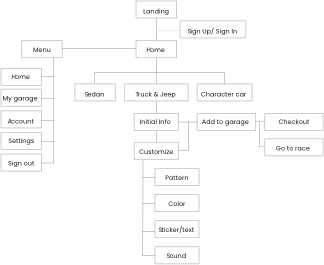 Landing
Sign Up/ Sign In
Menu
Home
Home
My garage
Account
Settings
Sign out
Sedan
Truck & Jeep
Character car
Initial Info
Add to garage
Checkout
Go to race
Customize
Pattern
Color
Sticker/text
Sound